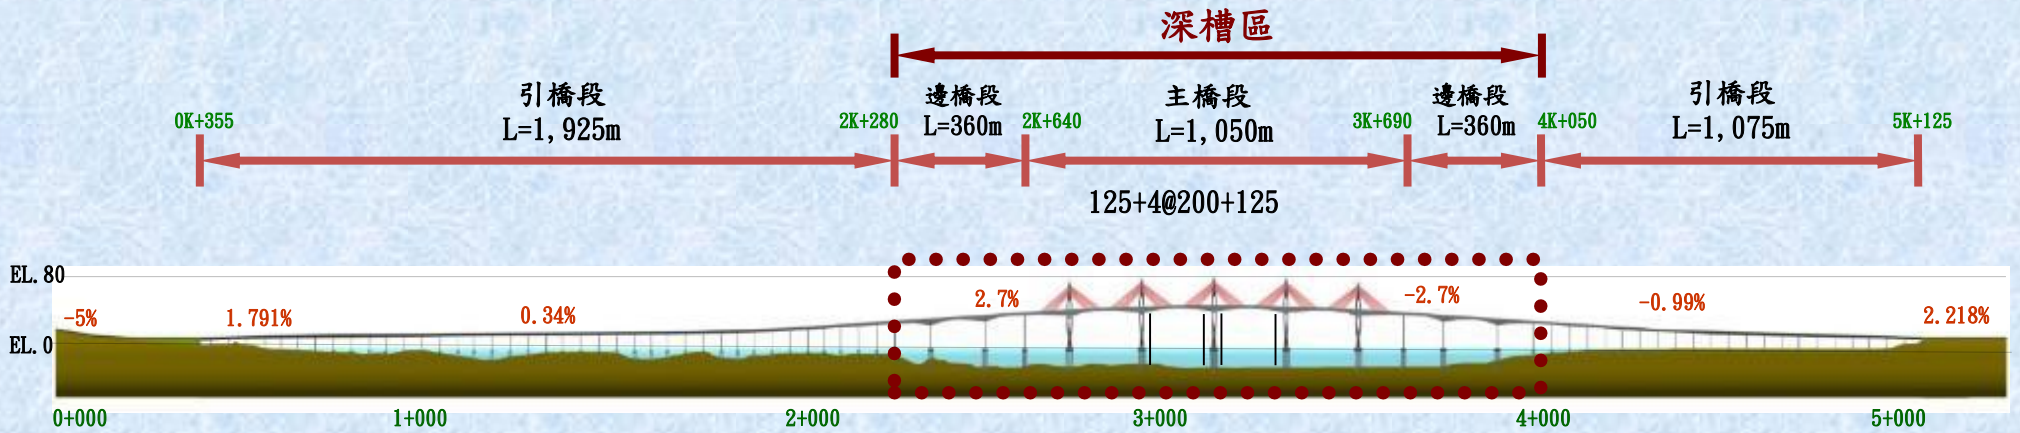 深槽區
引橋段
L=1,925m
邊橋段
L=360m
主橋段
L=1,050m
邊橋段
L=360m
引橋段
L=1,075m
0K+355
2K+280
2K+640
3K+690
4K+050
5K+125
125+4@200+125
EL.80
EL.0
-5%
1.791%
0.34%
2.7%
-2.7%
-0.99%
2.218%
0+000
1+000
2+000
3+000
4+000
5+000